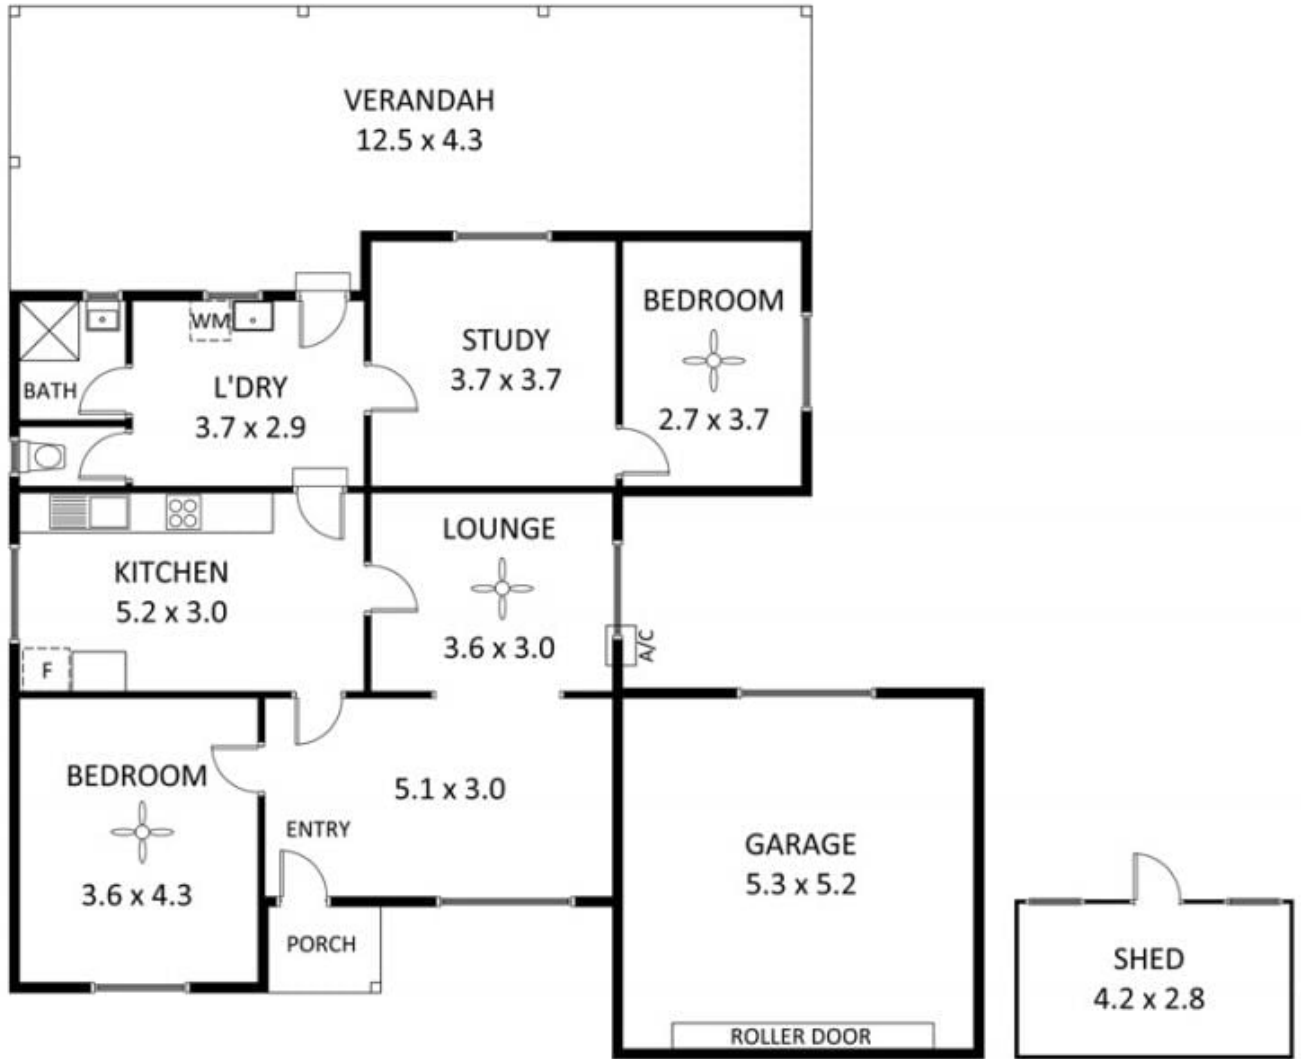 VERANDAH
12.5 x 4.3
BEDROOM
2.7 x 3.7
STUDY
3.7 x 3.7
WM
BATH
L'DRY
3.7 x 2.9
LOUNGE
3.6 x 3.0
A/C
KITCHEN
5.2 x 3.0
F
BEDROOM
3.6 x 4.3
5.1 x 3.0
ENTRY
PORCH
GARAGE
5.3 x 5.2
ROLLER DOOR
SHED
4.2 x 2.8